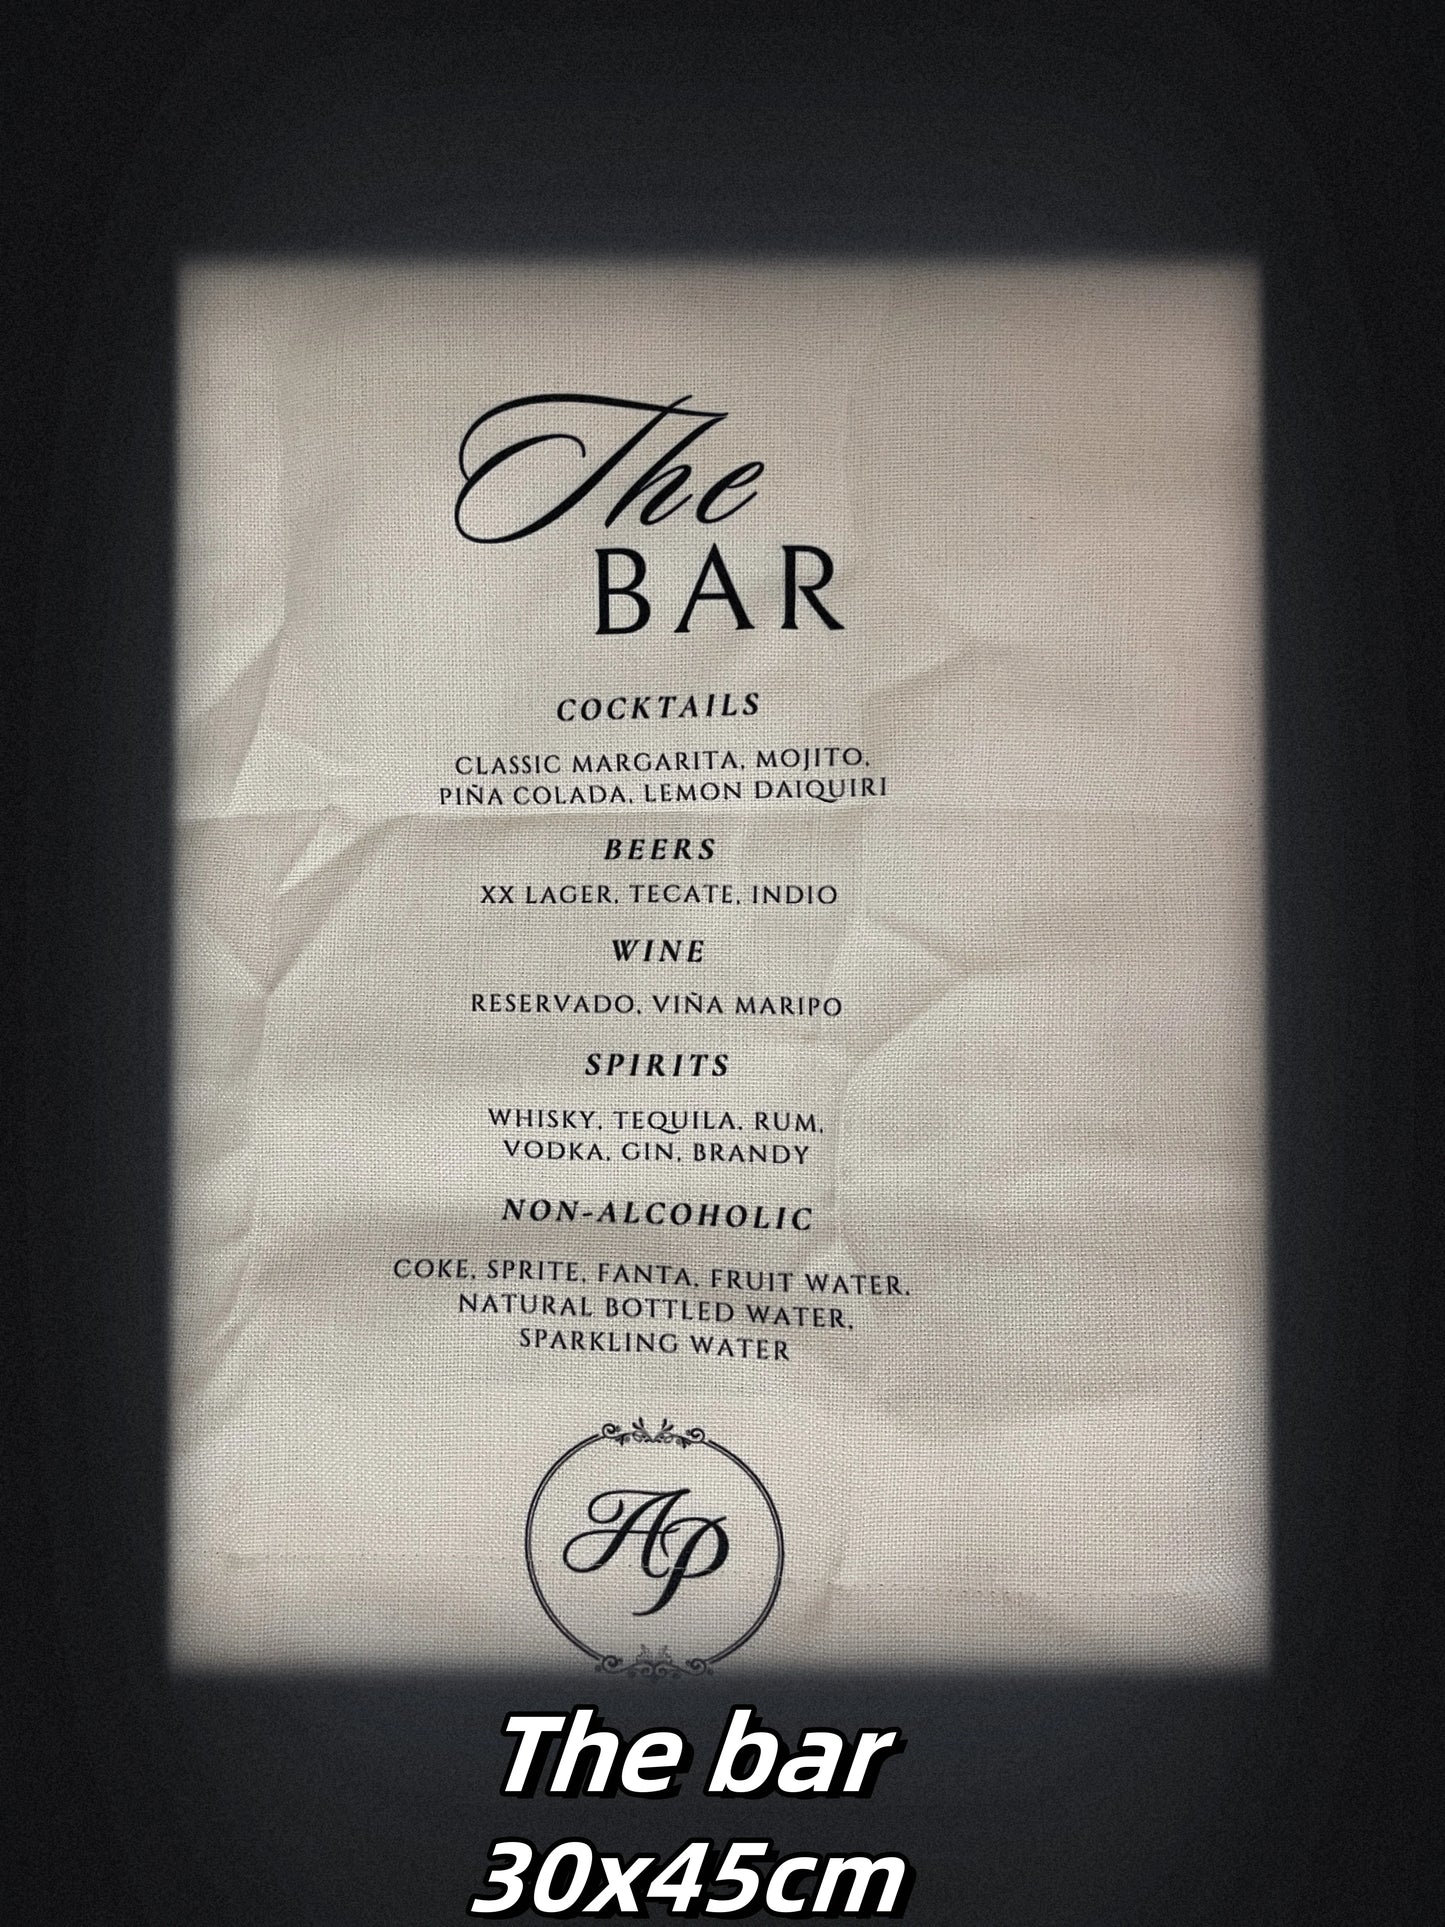 The
BAR
COCKTAILS
CLASSIC MARGARITA, MOJITO,
PIÑA COLADA, LEMON DAIQUIRI
BEERS
XX LAGER, TECATE, INDIO
WINE
RESERVADO, VIÑA MARIPO
SPIRITS
WHISKY, TEQUILA, RUM,
VODKA, GIN, BRANDY
NON-ALCOHOLIC
COKE, SPRITE, FANTA, FRUIT WATER,
NATURAL BOTTLED WATER,
SPARKLING WATER
AP
The bar
30x45cm